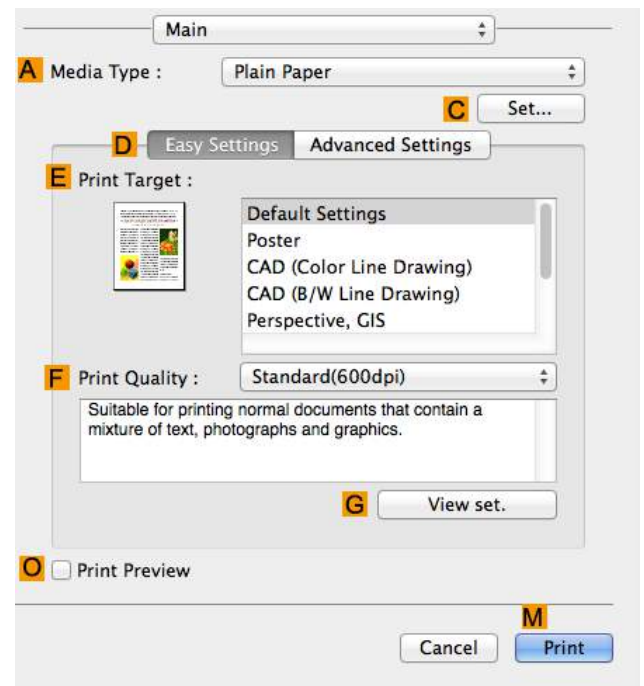 Main
A Media Type : Plain Paper
C Set...
D Easy Settings Advanced Settings
E Print Target :
Default Settings
Poster
CAD (Color Line Drawing)
CAD (B/W Line Drawing)
Perspective, GIS
F Print Quality : Standard(600dpi)
Suitable for printing normal documents that contain a
mixture of text, photographs and graphics.
G View set.
O Print Preview
M
Cancel Print